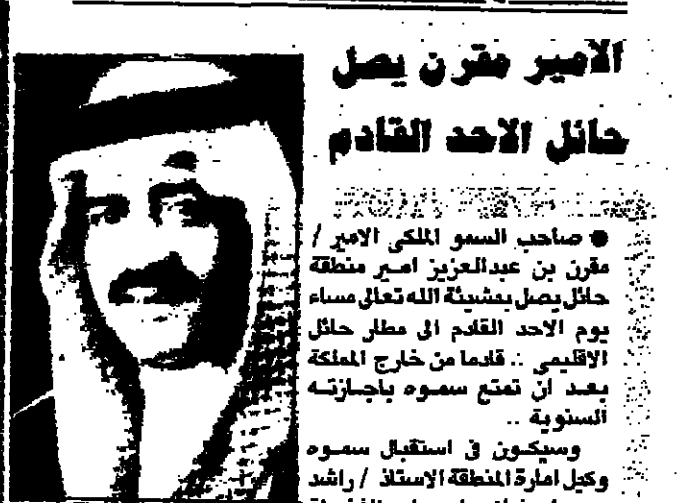 الامير مقرن يصل
حائل الاحد القادم
● صاحب السمو الملكى الامير /
مقرن بن عبدالعزيز امير منطقة
حائل يصل بمشيئة الله تعالى مساء
يوم الاحد القادم الى مطار حائل
الاقليمى .. قادما من خارج المملكة
بعد ان تمتع سموه باجازته
السنوية ..
وسيكون في استقبال سموه
وكيل امارة المنطقة الاستاذ / راشد